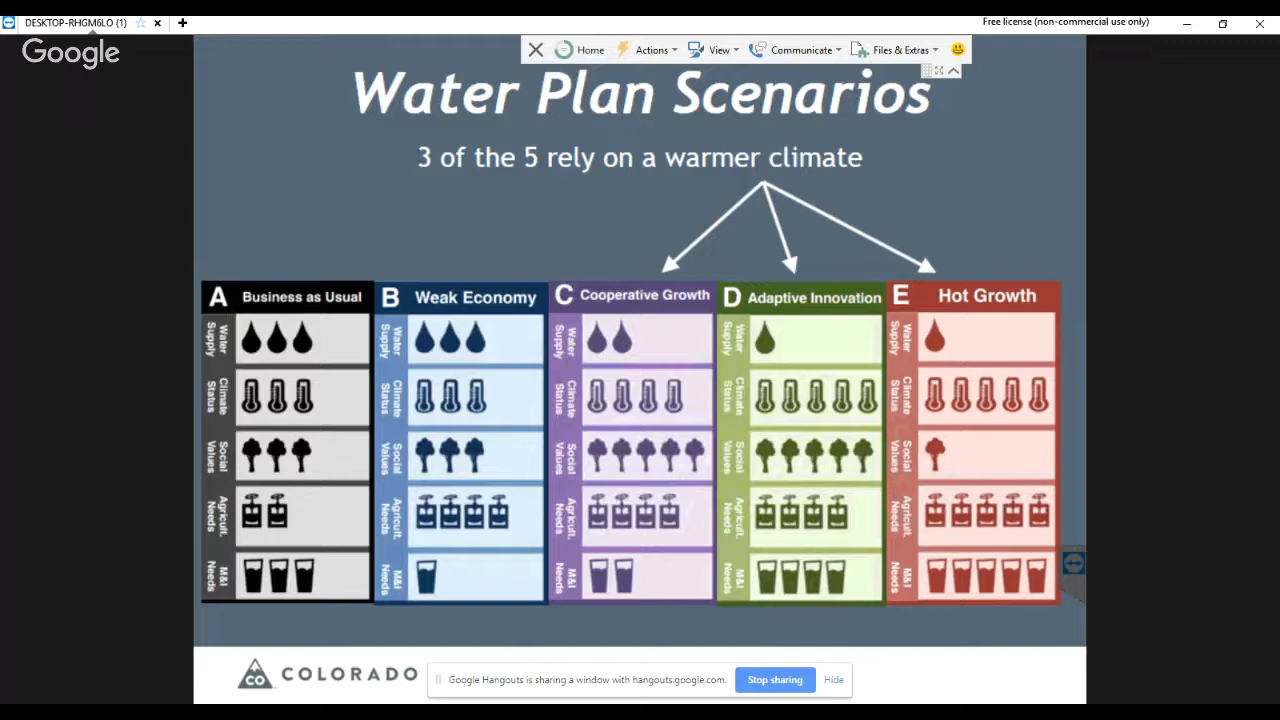 DESKTOP-RHGM6LO (1)
Free license (non-commercial use only)
Google
Home
Actions
View
Communicate
Files & Extras
Water Plan Scenarios
3 of the 5 rely on a warmer climate
A Business as Usual
Water Supply
Climate Status
Social Values
Agricult. Needs
M&I Needs
B Weak Economy
Water Supply
Climate Status
Social Values
Agricult. Needs
M&I Needs
C Cooperative Growth
Water Supply
Climate Status
Social Values
Agricult. Needs
M&I Needs
D Adaptive Innovation
Water Supply
Climate Status
Social Values
Agricult. Needs
M&I Needs
E Hot Growth
Water Supply
Climate Status
Social Values
Agricult. Needs
M&I Needs
CO
COLORADO
Google Hangouts is sharing a window with hangouts.google.com.
Stop sharing
Hide